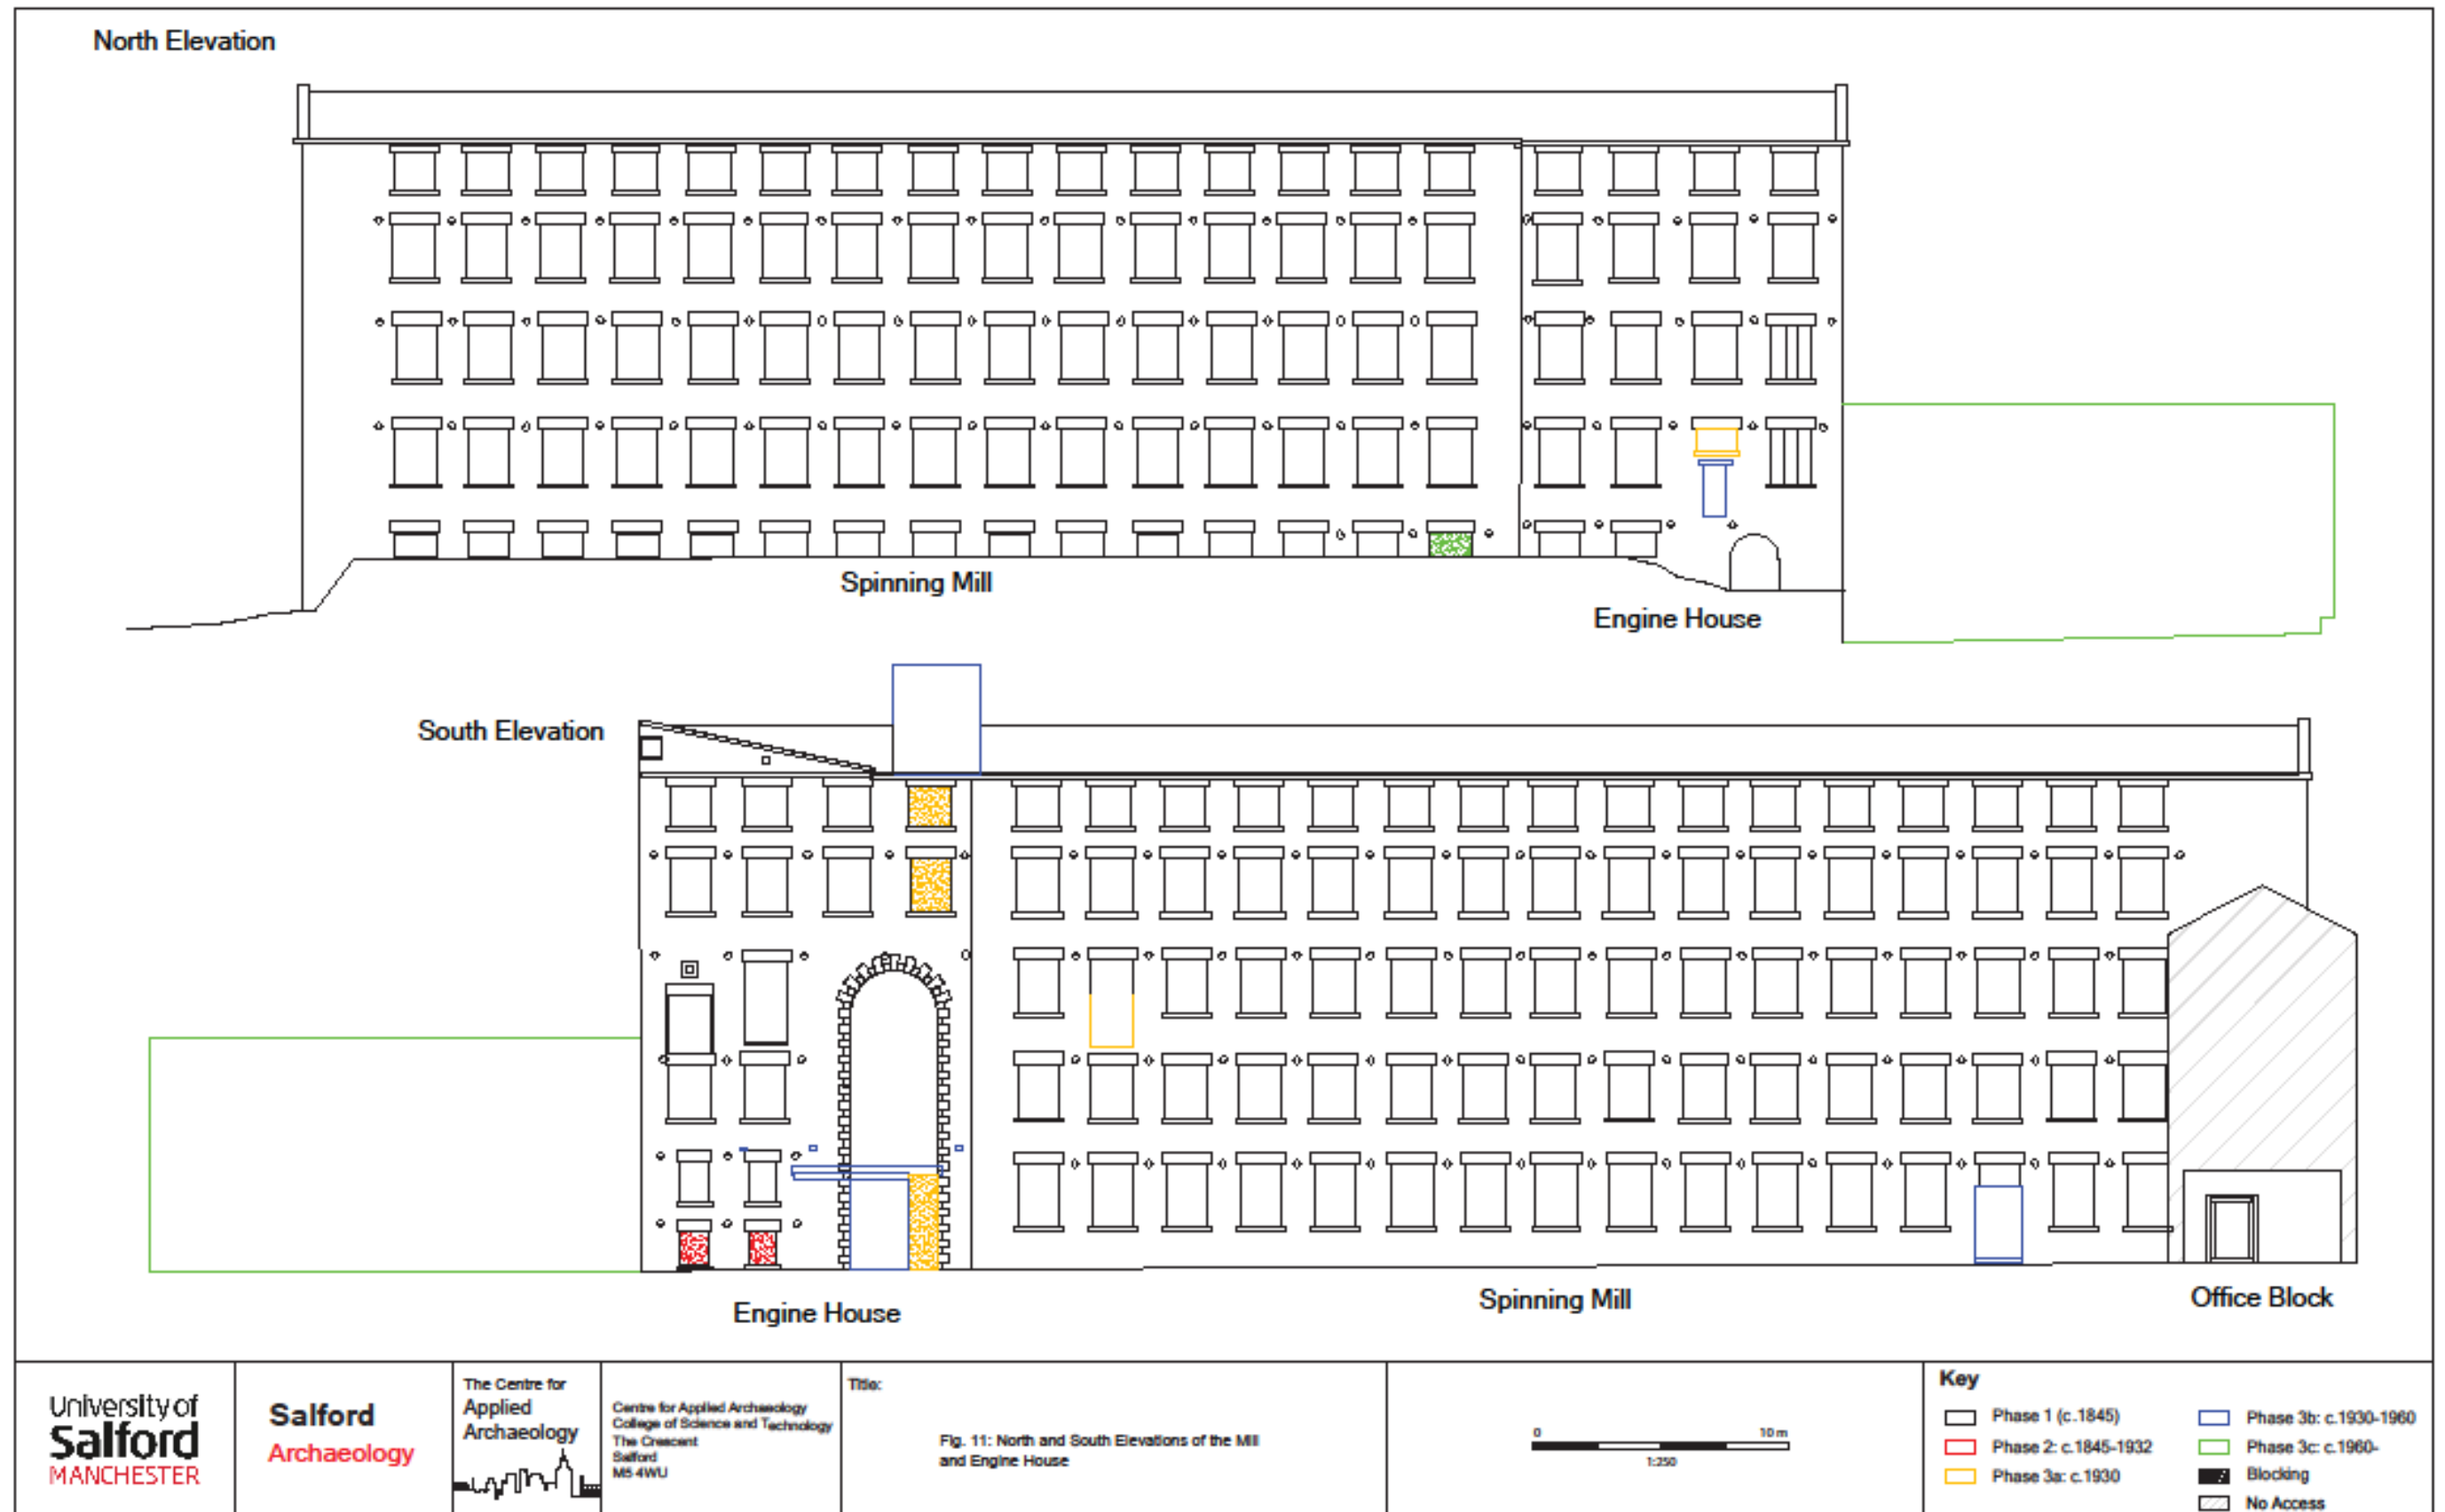 North Elevation
Spinning Mill
Engine House
South Elevation
Engine House
Spinning Mill
Office Block
University of
Salford
MANCHESTER
Salford
Archaeology
The Centre for
Applied
Archaeology
Centre for Applied Archaeology
College of Science and Technology
The Crescent
Salford
M5 4WU
Title:
Fig. 11: North and South Elevations of the Mill
and Engine House
0 10 m
1:250
Key
Phase 1 (c.1845)
Phase 2: c.1845-1932
Phase 3a: c.1930
Phase 3b: c.1930-1960
Phase 3c: c.1960-
Blocking
No Access